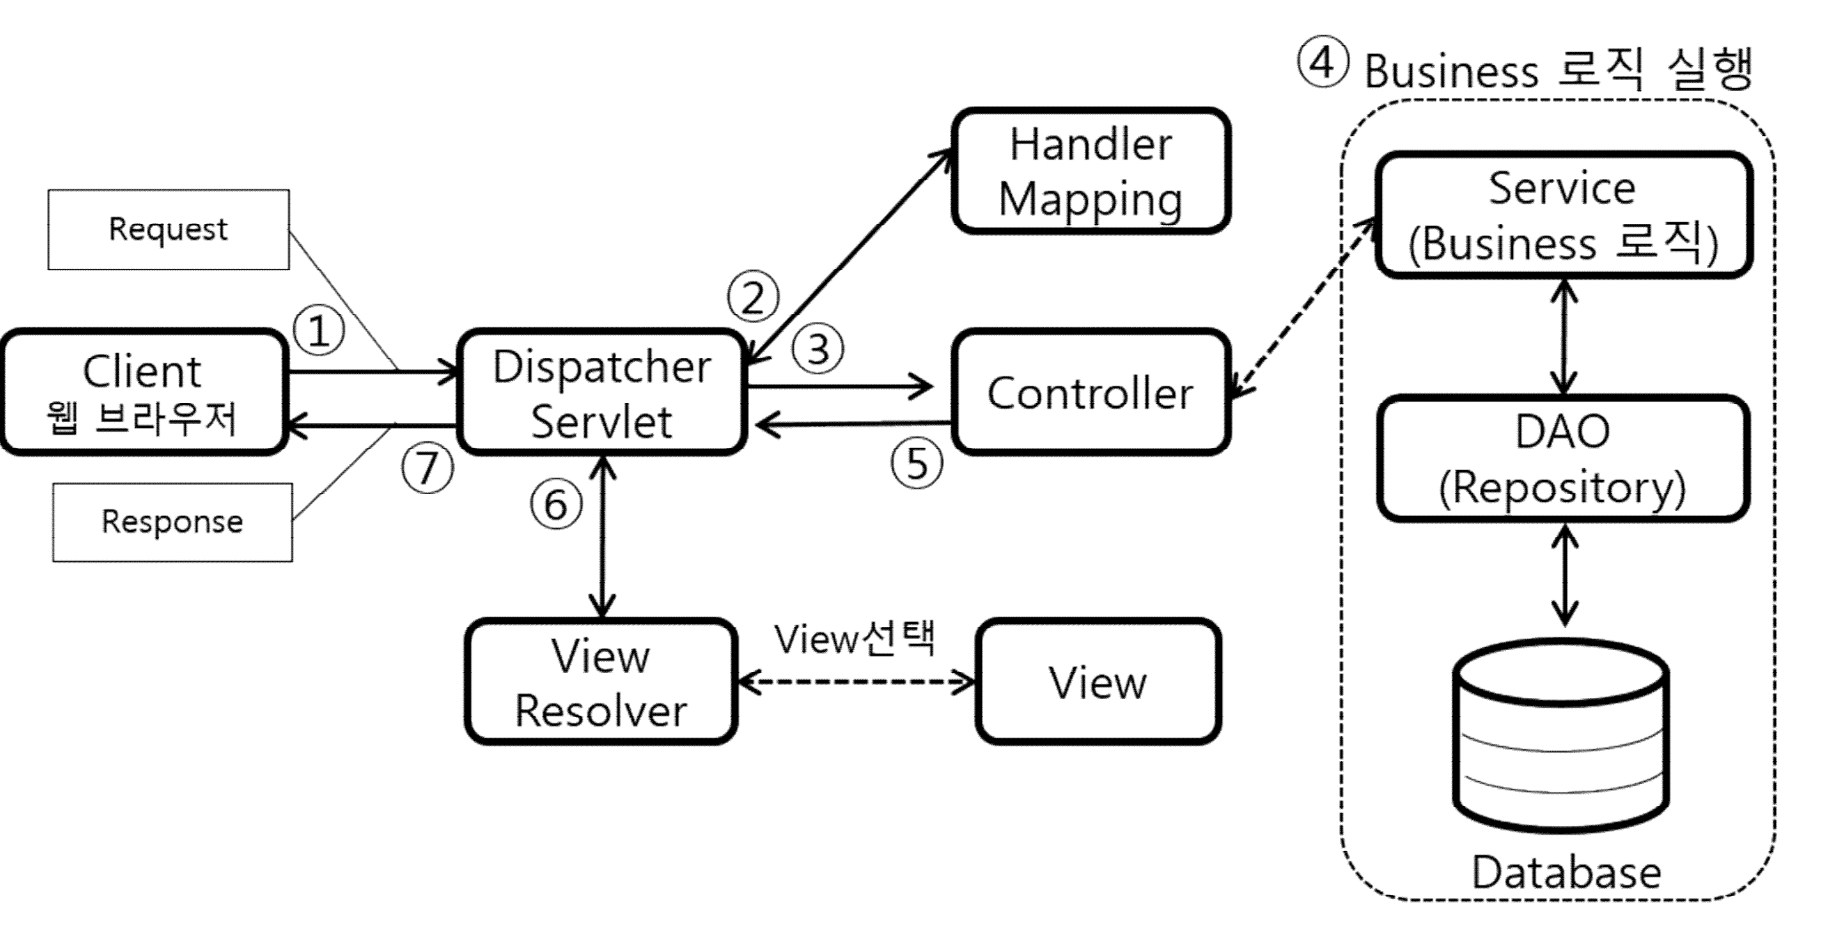 ④ Business 로직 실행
Handler
Mapping
Service
(Business 로직)
Request
②
①
③
Client
웹 브라우저
Dispatcher
Servlet
Controller
DAO
(Repository)
⑦
⑤
⑥
Response
View
Resolver
View선택
View
Database